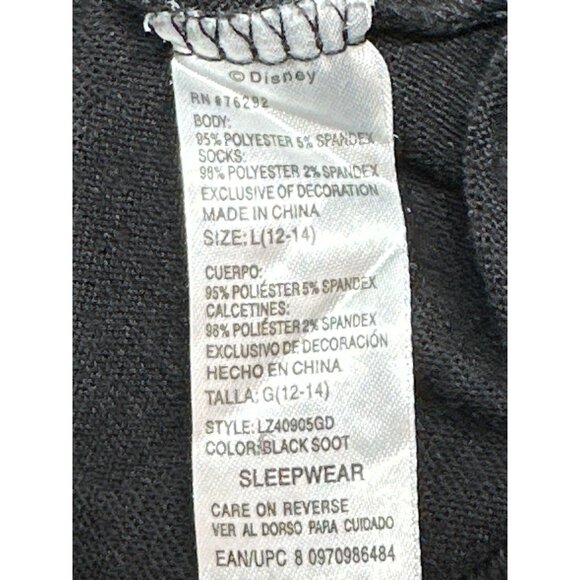 © Disney
RN #76292
BODY:
95% POLYESTER 5% SPANDEX
SOCKS:
98% POLYESTER 2% SPANDEX
EXCLUSIVE OF DECORATION
MADE IN CHINA
SIZE: L(12-14)
CUERPO:
95% POLIÉSTER 5% SPANDEX
CALCETINES:
98% POLIÉSTER 2% SPANDEX
EXCLUSIVO DE DECORACIÓN
HECHO EN CHINA
TALLA: G(12-14)
STYLE: LZ40905GD
COLOR: BLACK SOOT
SLEEPWEAR
CARE ON REVERSE
VER AL DORSO PARA CUIDADO
EAN/UPC 8 0970986484